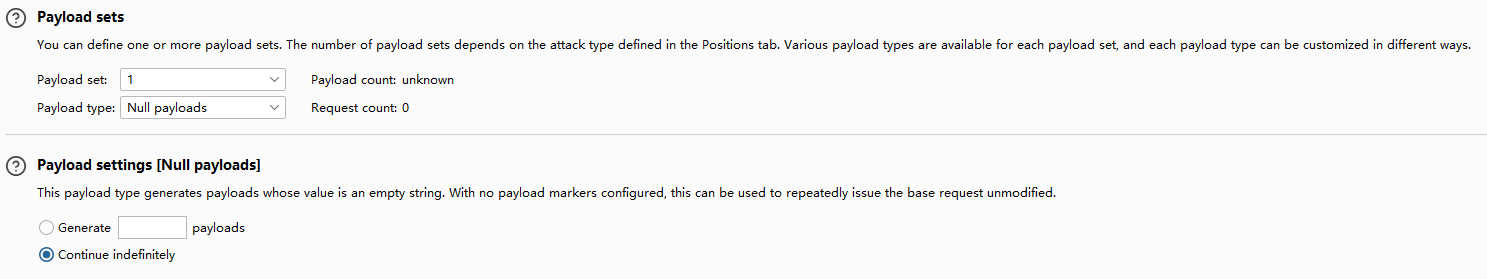 Payload sets
You can define one or more payload sets. The number of payload sets depends on the attack type defined in the Positions tab. Various payload types are available for each payload set, and each payload type can be customized in different ways.
Payload set: 1 Payload count: unknown
Payload type: Null payloads Request count: 0
Payload settings [Null payloads]
This payload type generates payloads whose value is an empty string. With no payload markers configured, this can be used to repeatedly issue the base request unmodified.
Generate payloads
Continue indefinitely